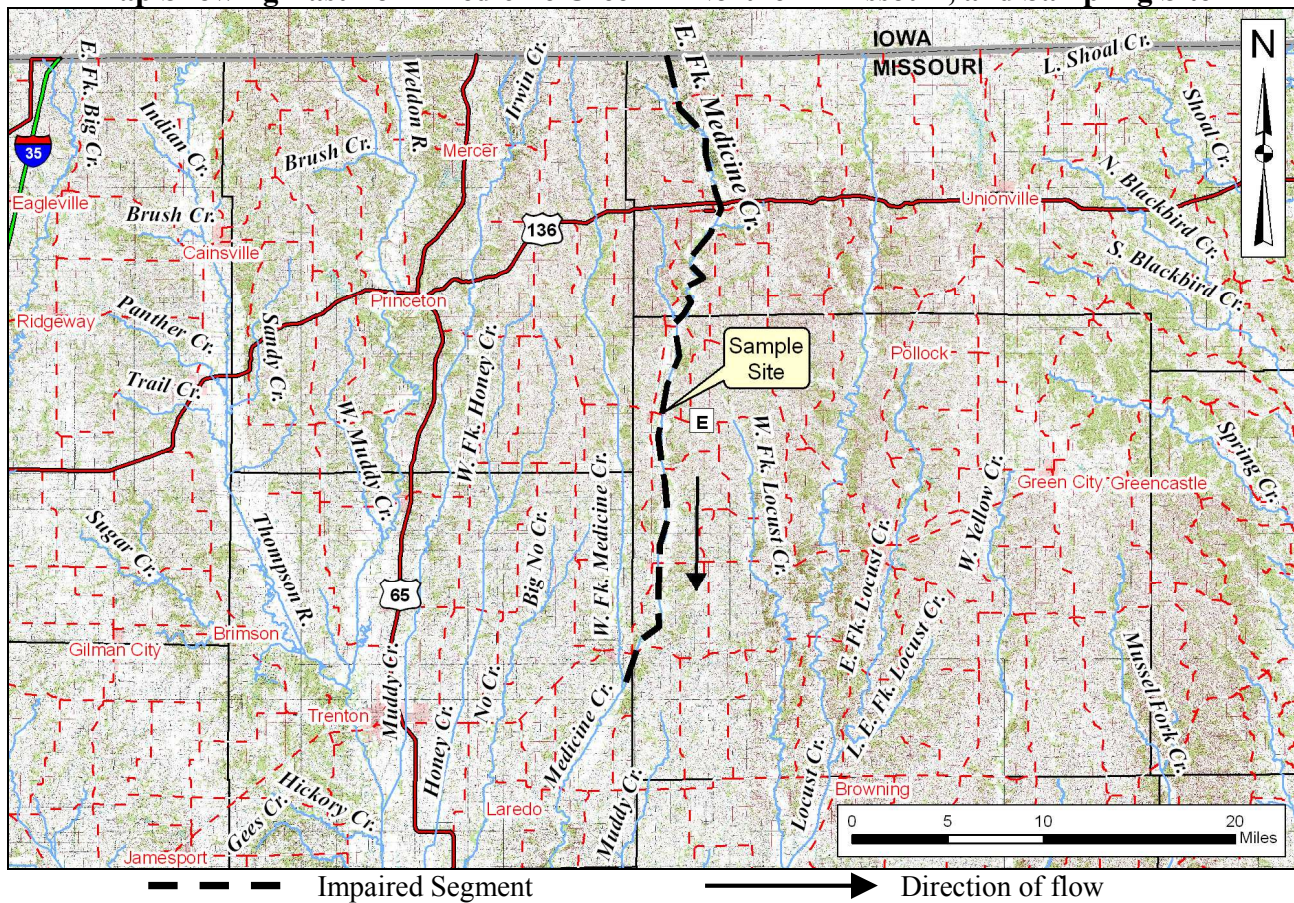 IOWA
MISSOURI
N
E. Fk. Big Cr.
Indian Cr.
Weldon R.
Irwin Cr.
E. Fk. Medicine Cr.
L. Shoal Cr.
Shoal Cr.
35
Brush Cr.
Mercer
Eagleville
Brush Cr.
Cainsville
136
Unionville
N. Blackbird Cr.
S. Blackbird Cr.
Princeton
Ridgeway
Panther Cr.
Sandy Cr.
Trail Cr.
Sample
Site
Pollock
E
W. Muddy Cr.
W. Fk. Honey Cr.
W. Fk. Medicine Cr.
W. Fk. Locust Cr.
Spring Cr.
Green City
Greencastle
Sugar Cr.
Thompson R.
Big No Cr.
E. Fk. Locust Cr.
W. Yellow Cr.
65
Brimson
Gilman City
L. E. Fk. Locust Cr.
Mussel Fork Cr.
Trenton
Muddy Cr.
No Cr.
Honey Cr.
Medicine Cr.
Hickory Cr.
Gees Cr.
Laredo
Muddy Cr.
Locust Cr.
Browning
Jamesport
0 5 10 20
Miles
Impaired Segment Direction of flow